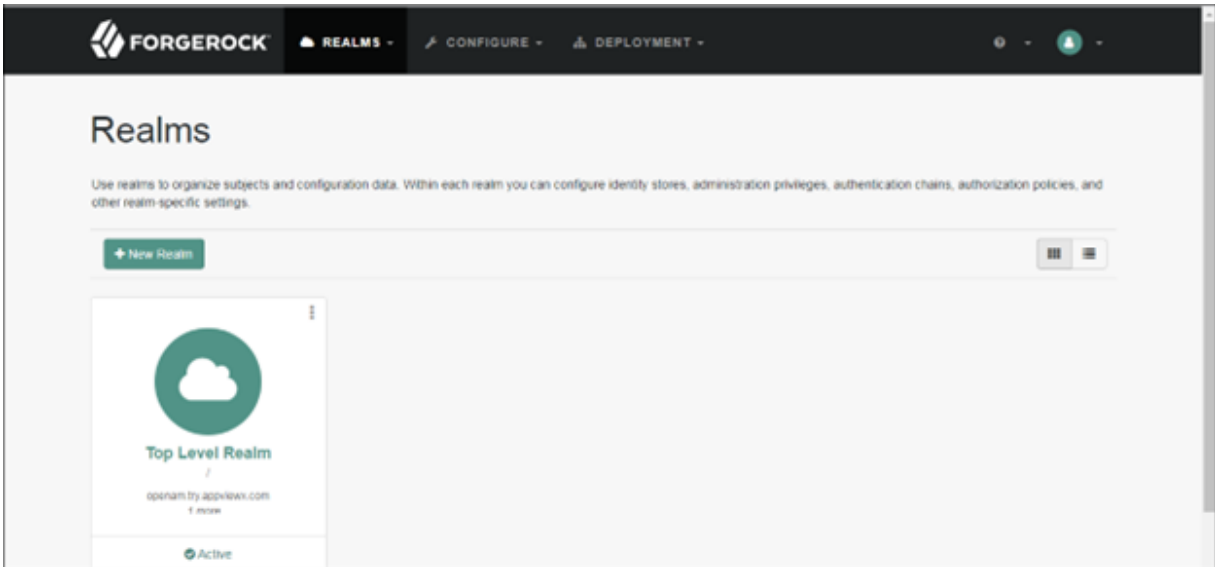 FORGEROCK REALMS CONFIGURE DEPLOYMENT
Realms
Use realms to organize subjects and configuration data. Within each realm you can configure identity stores, administration privileges, authentication chains, authorization policies, and
other realm-specific settings.
+ New Realm
Top Level Realm
/
openam.try.appviewx.com
1 more
Active